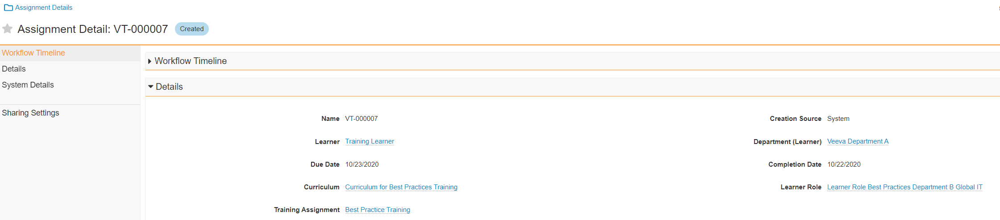 Assignment Details
Assignment Detail: VT-000007 Created
Workflow Timeline
Details
System Details
Sharing Settings
Workflow Timeline
Details
Name VT-000007
Creation Source System
Learner Training Learner
Department (Learner) Veeva Department A
Due Date 10/23/2020
Completion Date 10/22/2020
Curriculum Curriculum for Best Practices Training
Learner Role Learner Role Best Practices Department B Global IT
Training Assignment Best Practice Training